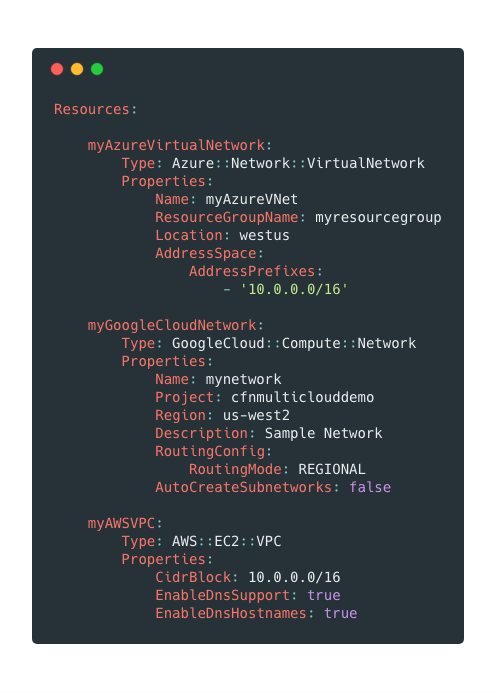 Resources:
myAzureVirtualNetwork:
Type: Azure::Network::VirtualNetwork
Properties:
Name: myAzureVNet
ResourceGroupName: myresourcegroup
Location: westus
AddressSpace:
AddressPrefixes:
- '10.0.0.0/16'
myGoogleCloudNetwork:
Type: GoogleCloud::Compute::Network
Properties:
Name: mynetwork
Project: cfnmulticlouddemo
Region: us-west2
Description: Sample Network
RoutingConfig:
RoutingMode: REGIONAL
AutoCreateSubnetworks: false
myAWSVPC:
Type: AWS::EC2::VPC
Properties:
CidrBlock: 10.0.0.0/16
EnableDnsSupport: true
EnableDnsHostnames: true